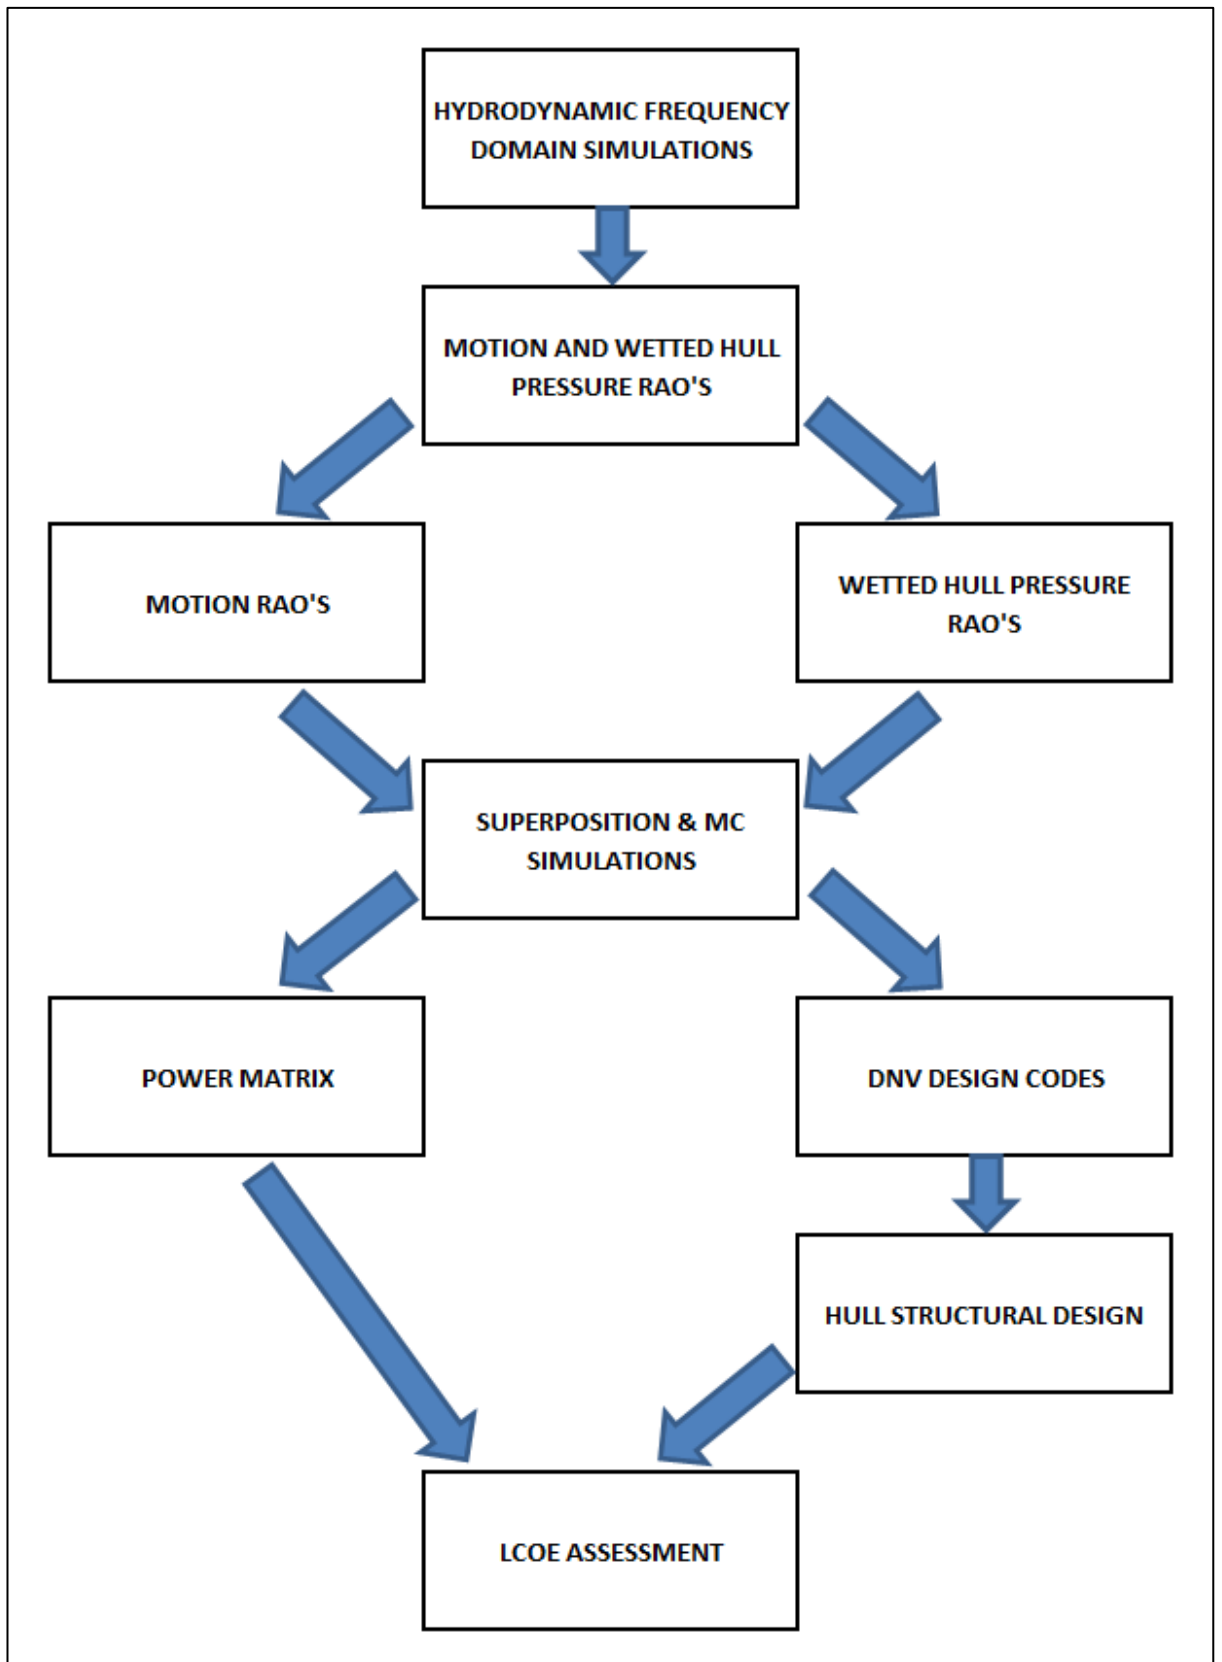 HYDRODYNAMIC FREQUENCY
DOMAIN SIMULATIONS
MOTION AND WETTED HULL
PRESSURE RAO'S
MOTION RAO'S
WETTED HULL PRESSURE
RAO'S
SUPERPOSITION & MC
SIMULATIONS
POWER MATRIX
DNV DESIGN CODES
HULL STRUCTURAL DESIGN
LCOE ASSESSMENT